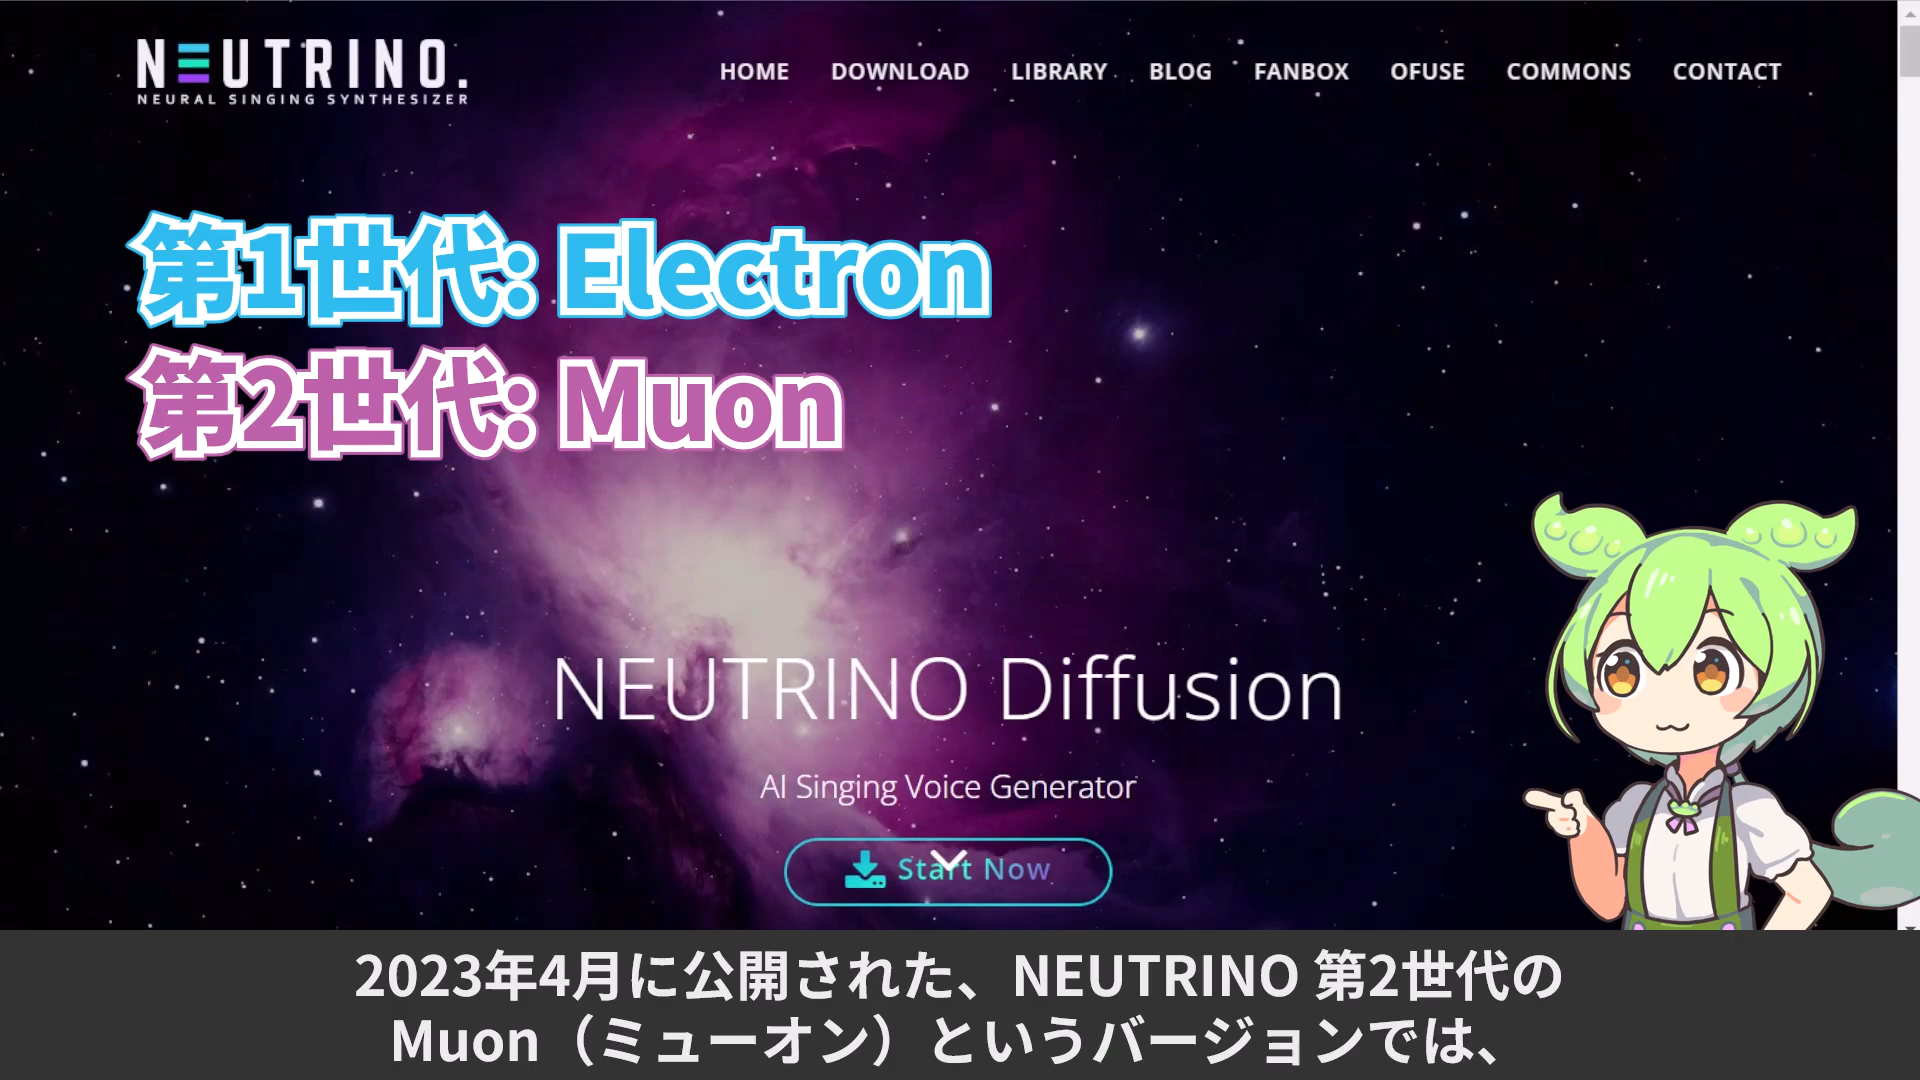 NEUTRINO.
NEURAL SINGING SYNTHESIZER
HOME DOWNLOAD LIBRARY BLOG FANBOX OFUSE COMMONS CONTACT
第1世代: Electron
第2世代: Muon
NEUTRINO Diffusion
AI Singing Voice Generator
Start Now
2023年4月に公開された、NEUTRINO 第2世代の
Muon（ミューオン）というバージョンでは、